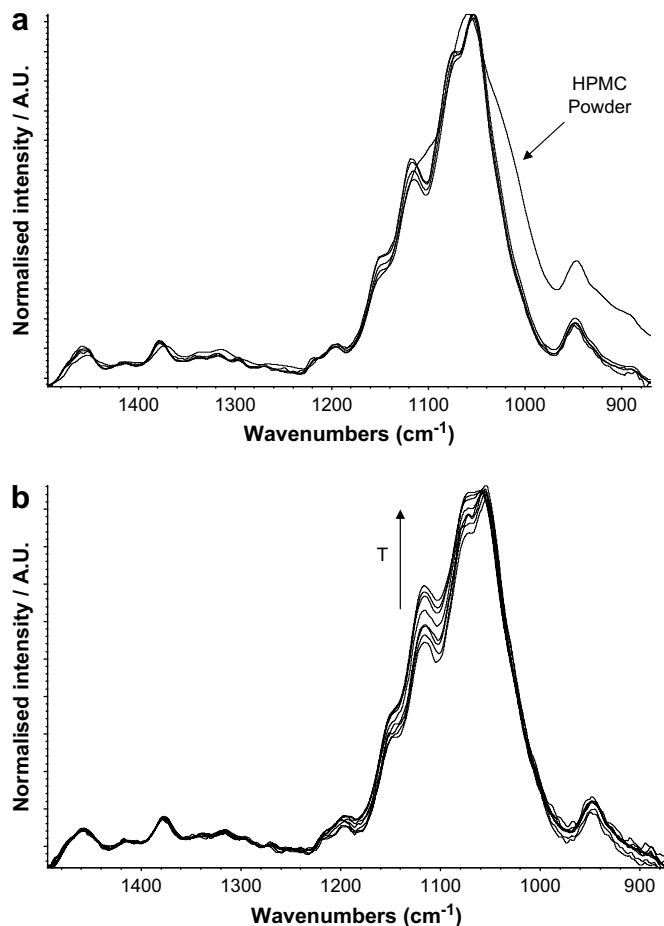 a
Normalised intensity / A.U.
HPMC
Powder
1400 1300 1200 1100 1000 900
Wavenumbers (cm-1)
b
Normalised intensity / A.U.
T
1400 1300 1200 1100 1000 900
Wavenumbers (cm-1)